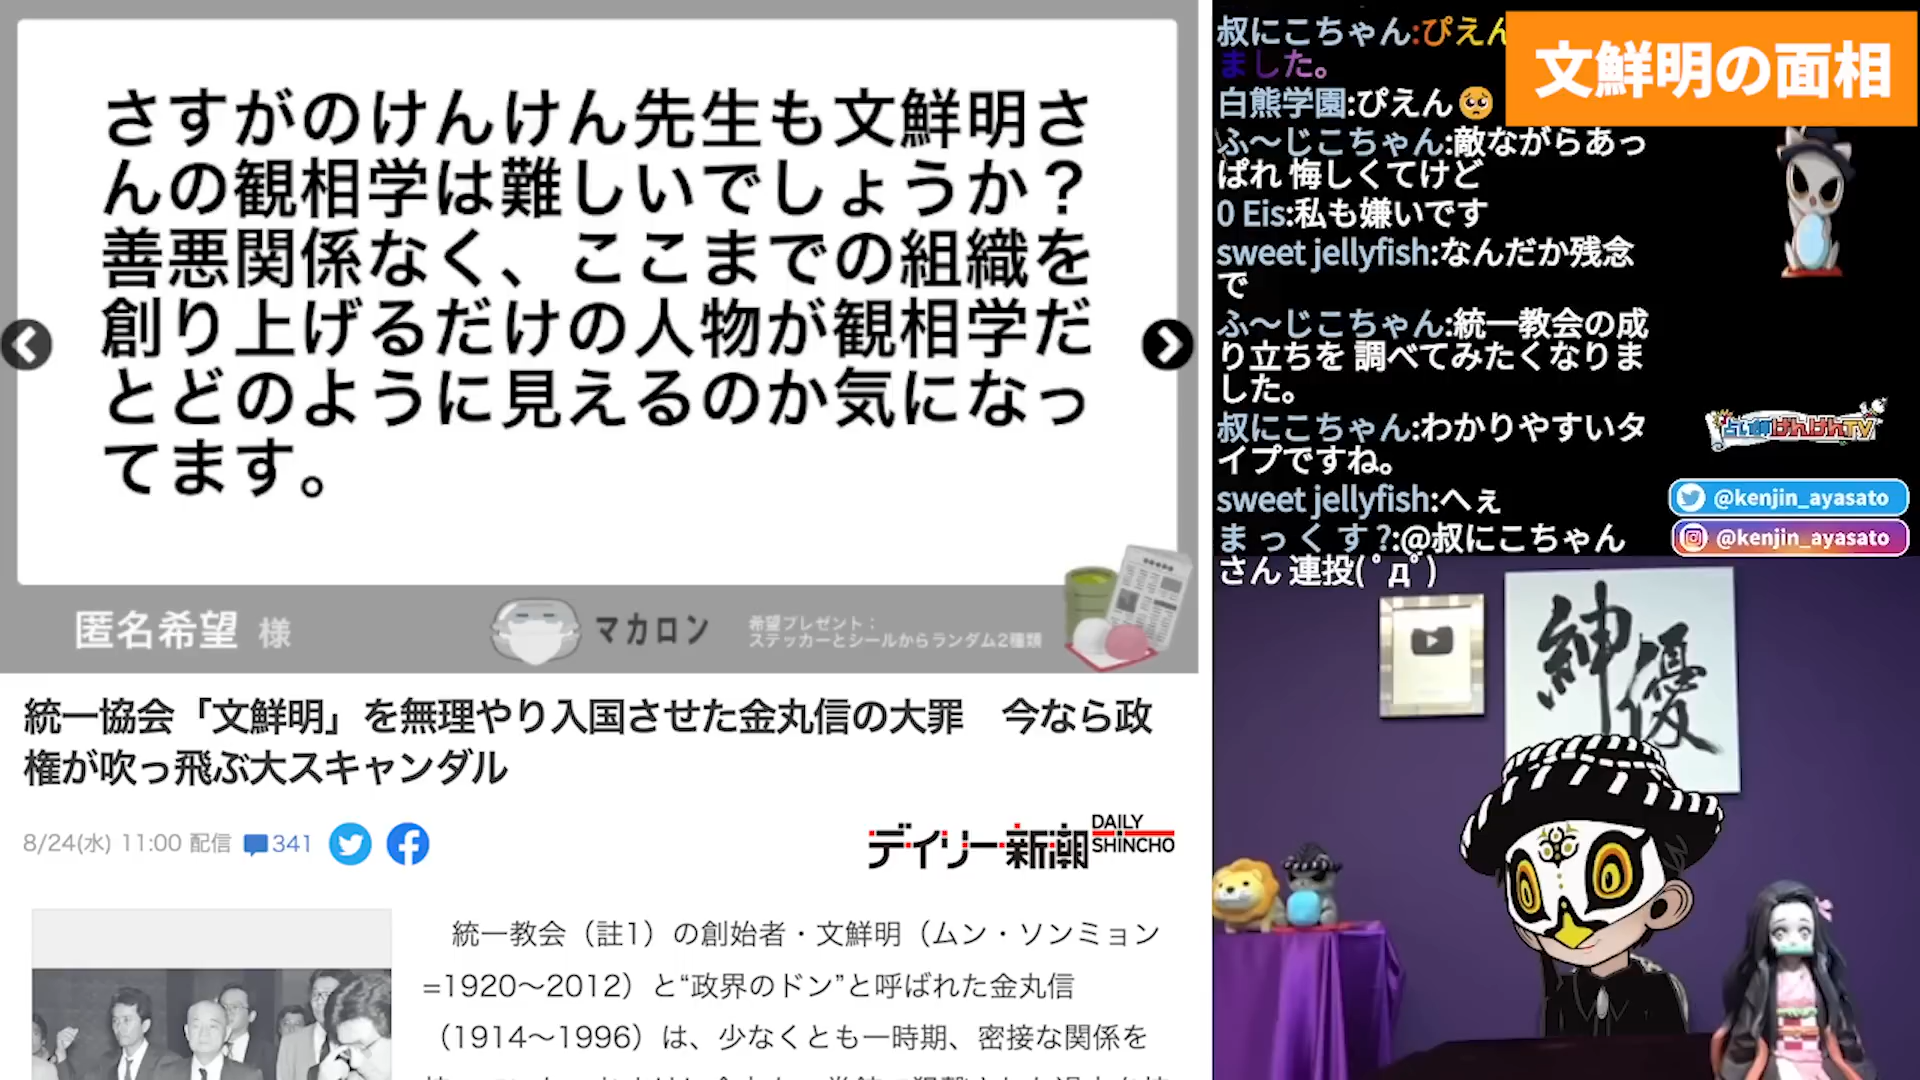 さすがのけんけん先生も文鮮明さ
んの観相学は難しいでしょうか？
善悪関係なく、ここまでの組織を
創り上げるだけの人物が観相学だ
とどのように見えるのか気になっ
てます。
匿名希望 様
マカロン
希望プレゼント：
ステッカーとシールからランダム2種類
統一協会「文鮮明」を無理やり入国させた金丸信の大罪　今なら政
権が吹っ飛ぶ大スキャンダル
8/24(水) 11:00 配信 341
デイリー新潮 DAILY SHINCHO
統一教会（註1）の創始者・文鮮明（ムン・ソンミョン
=1920〜2012）と“政界のドン”と呼ばれた金丸信
（1914〜1996）は、少なくとも一時期、密接な関係を
叔にこちゃん:ぴえん
ました。
白熊学園:ぴえん🥺
ふ〜じこちゃん:敵ながらあっ
ぱれ 悔しくてけど
0 Eis:私も嫌いです
sweet jellyfish:なんだか残念
で
ふ〜じこちゃん:統一教会の成
り立ちを 調べてみたくなりま
した。
叔にこちゃん:わかりやすいタ
イプですね。
sweet jellyfish:へぇ
ま っ く す ?:@叔にこちゃん
さん 連投( ﾟдﾟ)
文鮮明の面相
占い師けんけんTV
@kenjin_ayasato
@kenjin_ayasato
紳優